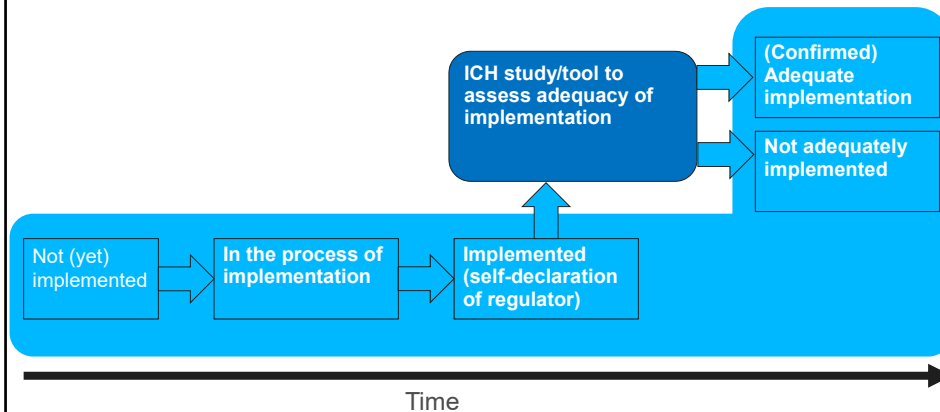 ICH study/tool to
assess adequacy of
implementation
(Confirmed)
Adequate
implementation
Not adequately
implemented
Not (yet)
implemented
In the process of
implementation
Implemented
(self-declaration
of regulator)
Time